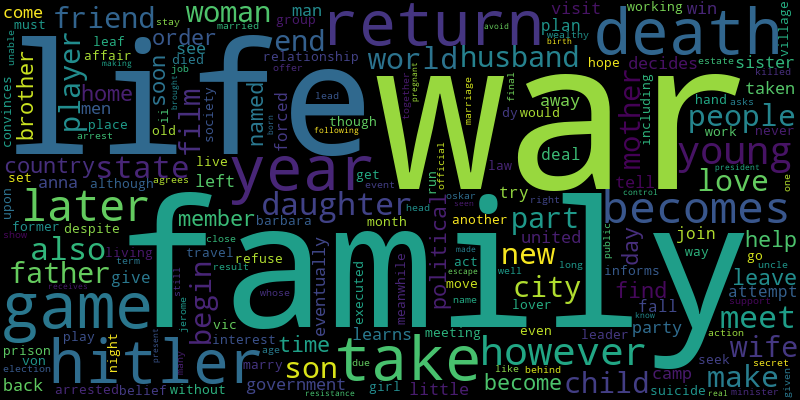 come
friend
woman
man
group
return
visit
working
win
death
must
stay
married
plan
life
war
unable
leaf
order
end
affair
see
died
world
husband
relationship
village
convinces
brother
player
soon
film
home
men
job
brought
making
society
named
forced
offer
avoid
wealthy
birth
hope
decides
estate
killed
sister
taken
mother
including
hand
asks
people
work
never
arrest
place
old
ii
though
lead
following
born
together
pregnant
marriage
final
away
dy
would
deal
law
official
country
state
year
young
tell
love
president
one
set
anna
although
agrees
live
left
get
event
run
try
control
upon
later
daughter
oskar
seen
head
right
becomes
former
despite
member
barbara
month
another
part
united
day
join
help
public
also
living
close
travel
family
political
made
escape
new
act
well
long
way
go
show
term
father
give
result
refuse
move
name
city
informs
uncle
find
leave
receives
begin
still
whose
eventually
executed
meanwhile
lover
fall
attempt
support
game
play
vic
interest
time
learns
meeting
even
leader
party
know
action
meet
prison
von
night
present
many
jerome
age
marry
son
due
take
however
seek
wife
secret
election
hitler
real
given
back
arrested
belief
without
government
girl
resistance
little
become
like
behind
child
camp
suicide
make
minister